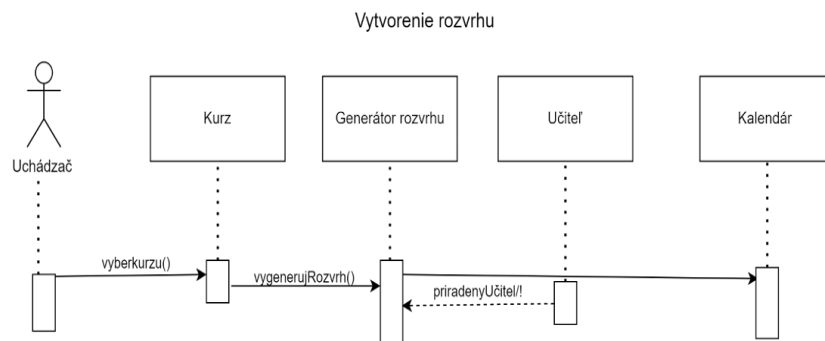 Vytvorenie rozvrhu
Kurz
Generátor rozvrhu
Učiteľ
Kalendár
Uchádzač
vyberkurzu()
vygenerujRozvrh()
priradenyUčitel/!